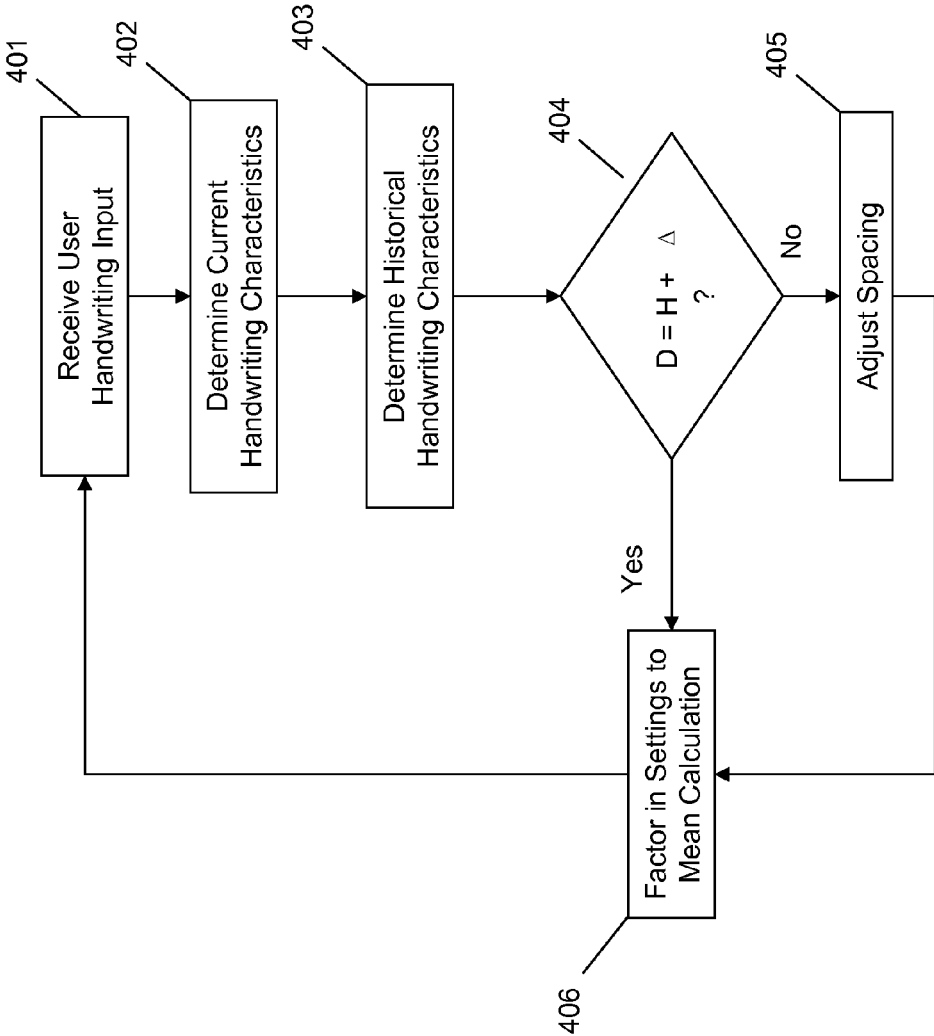 401
Receive User
Handwriting Input
402
Determine Current
Handwriting Characteristics
403
Determine Historical
Handwriting Characteristics
404
D = H + Δ
?
Yes
No
405
Adjust Spacing
406
Factor in Settings to
Mean Calculation